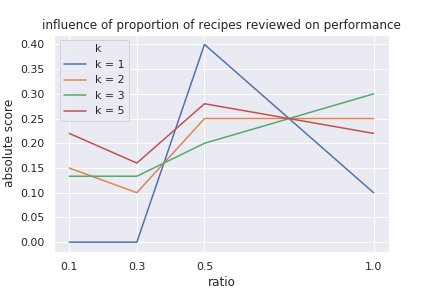 influence of proportion of recipes reviewed on performance
k
k = 1
k = 2
k = 3
k = 5
absolute score
0.40
0.35
0.30
0.25
0.20
0.15
0.10
0.05
0.00
0.1 0.3 0.5 1.0
ratio